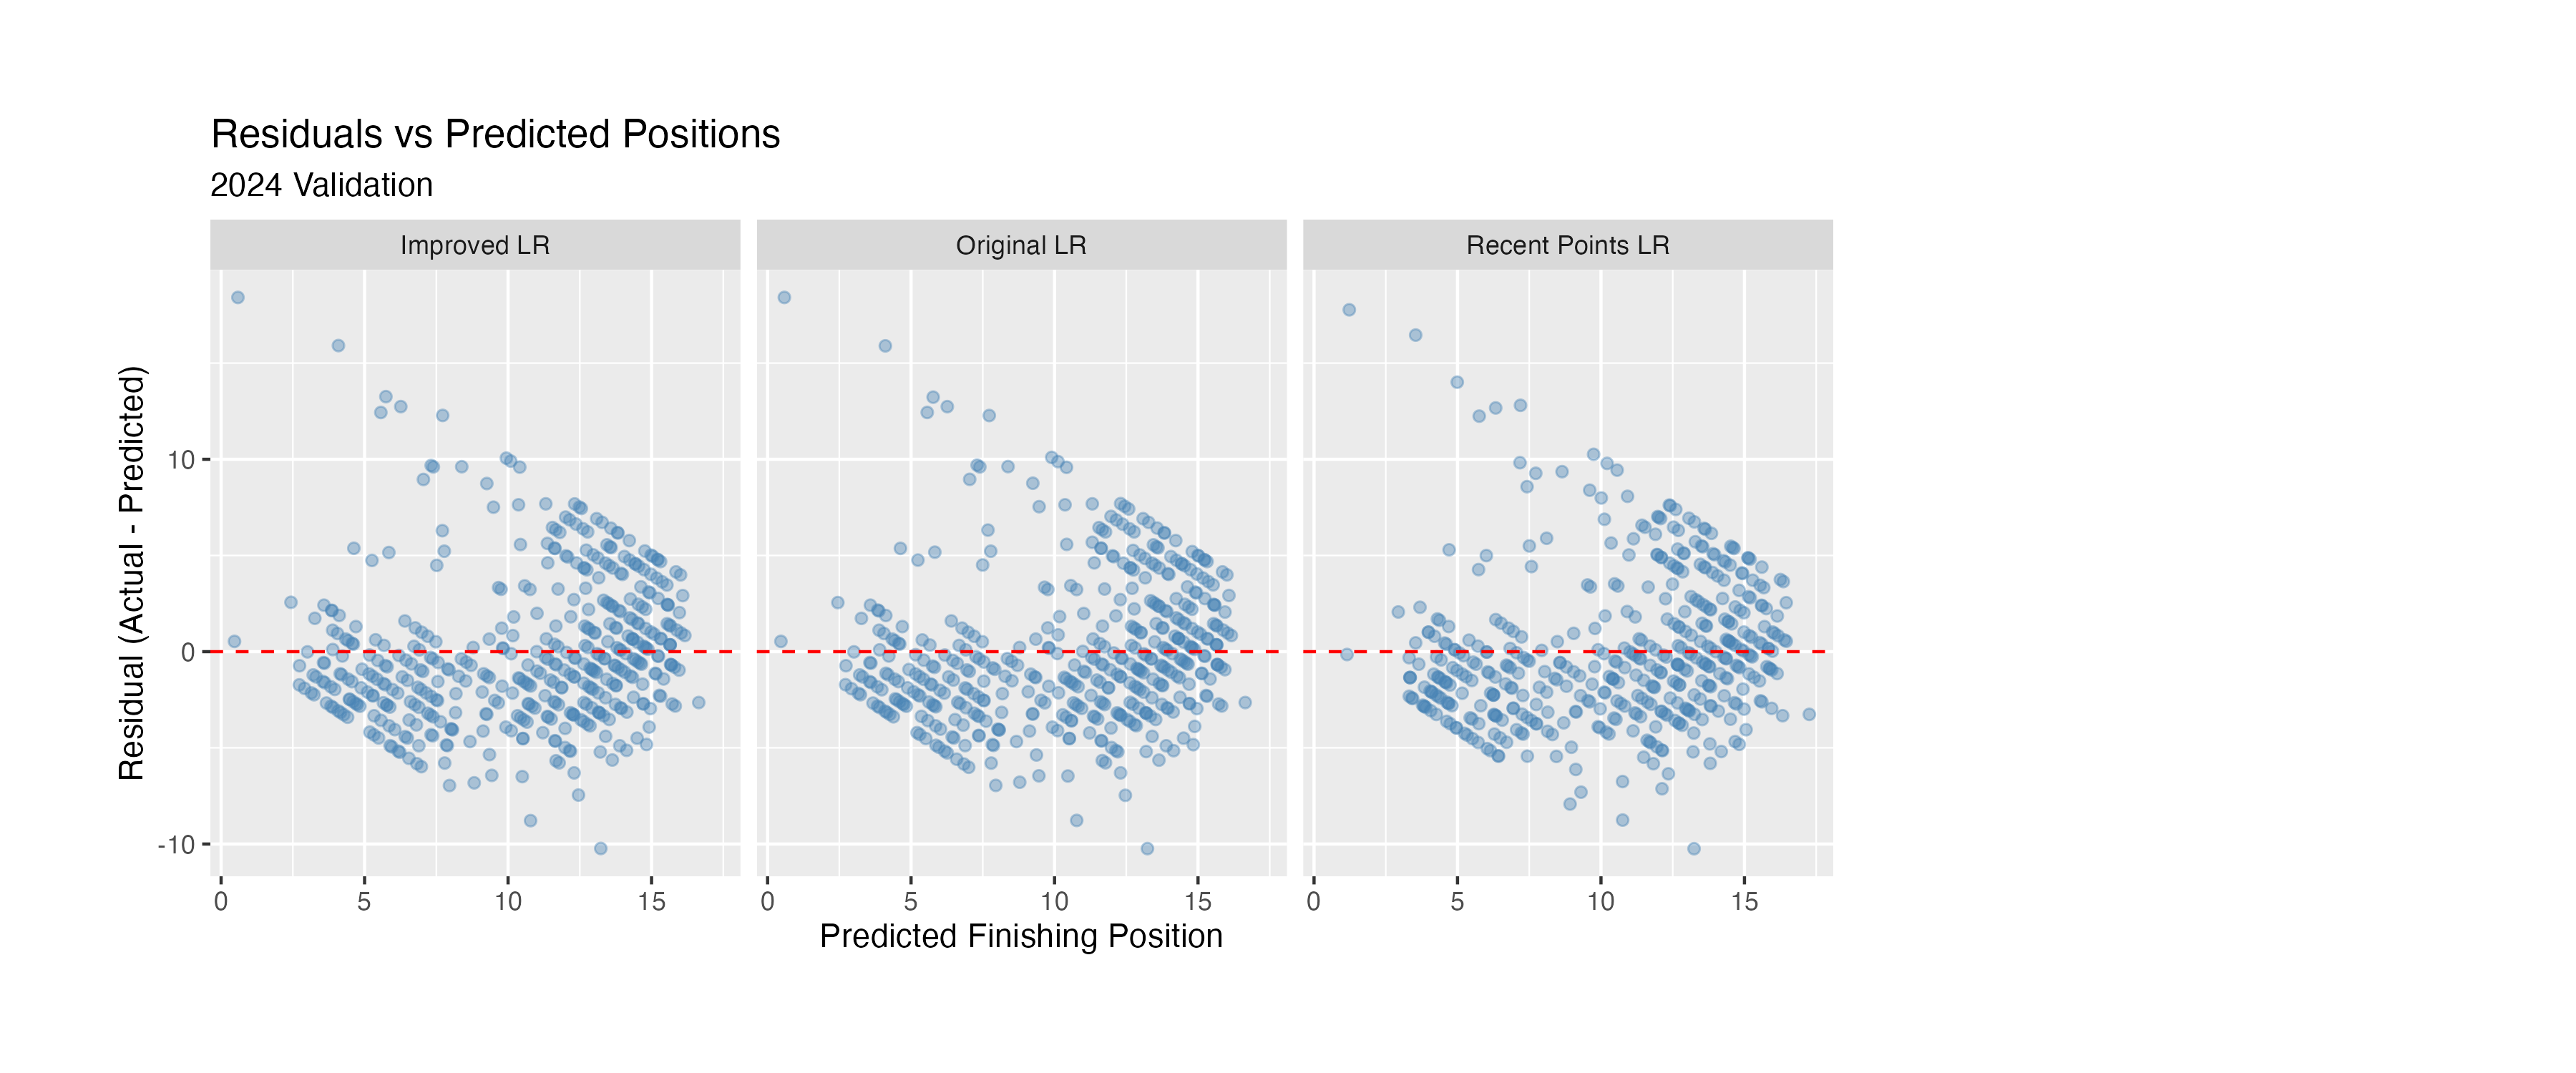 Residuals vs Predicted Positions
2024 Validation
Improved LR
Original LR
Recent Points LR
Residual (Actual - Predicted)
10
0
-10
0 5 10 15
0 5 10 15
0 5 10 15
Predicted Finishing Position